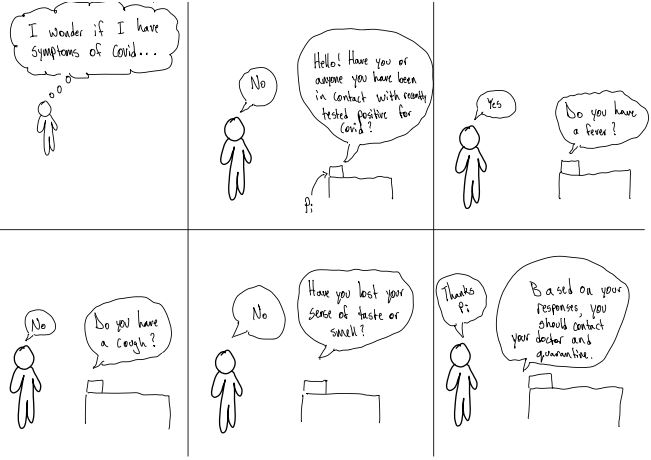 I wonder if I have
symptoms of Covid...
No
Hello! Have you or
anyone you have been
in contact with recently
tested positive for
Covid?
Pi
Yes
Do you have
a fever?
No
Do you have
a cough?
No
Have you lost your
sense of taste or
smell?
Thanks
Pi
Based on your
responses, you
should contact
your doctor and
quarantine.